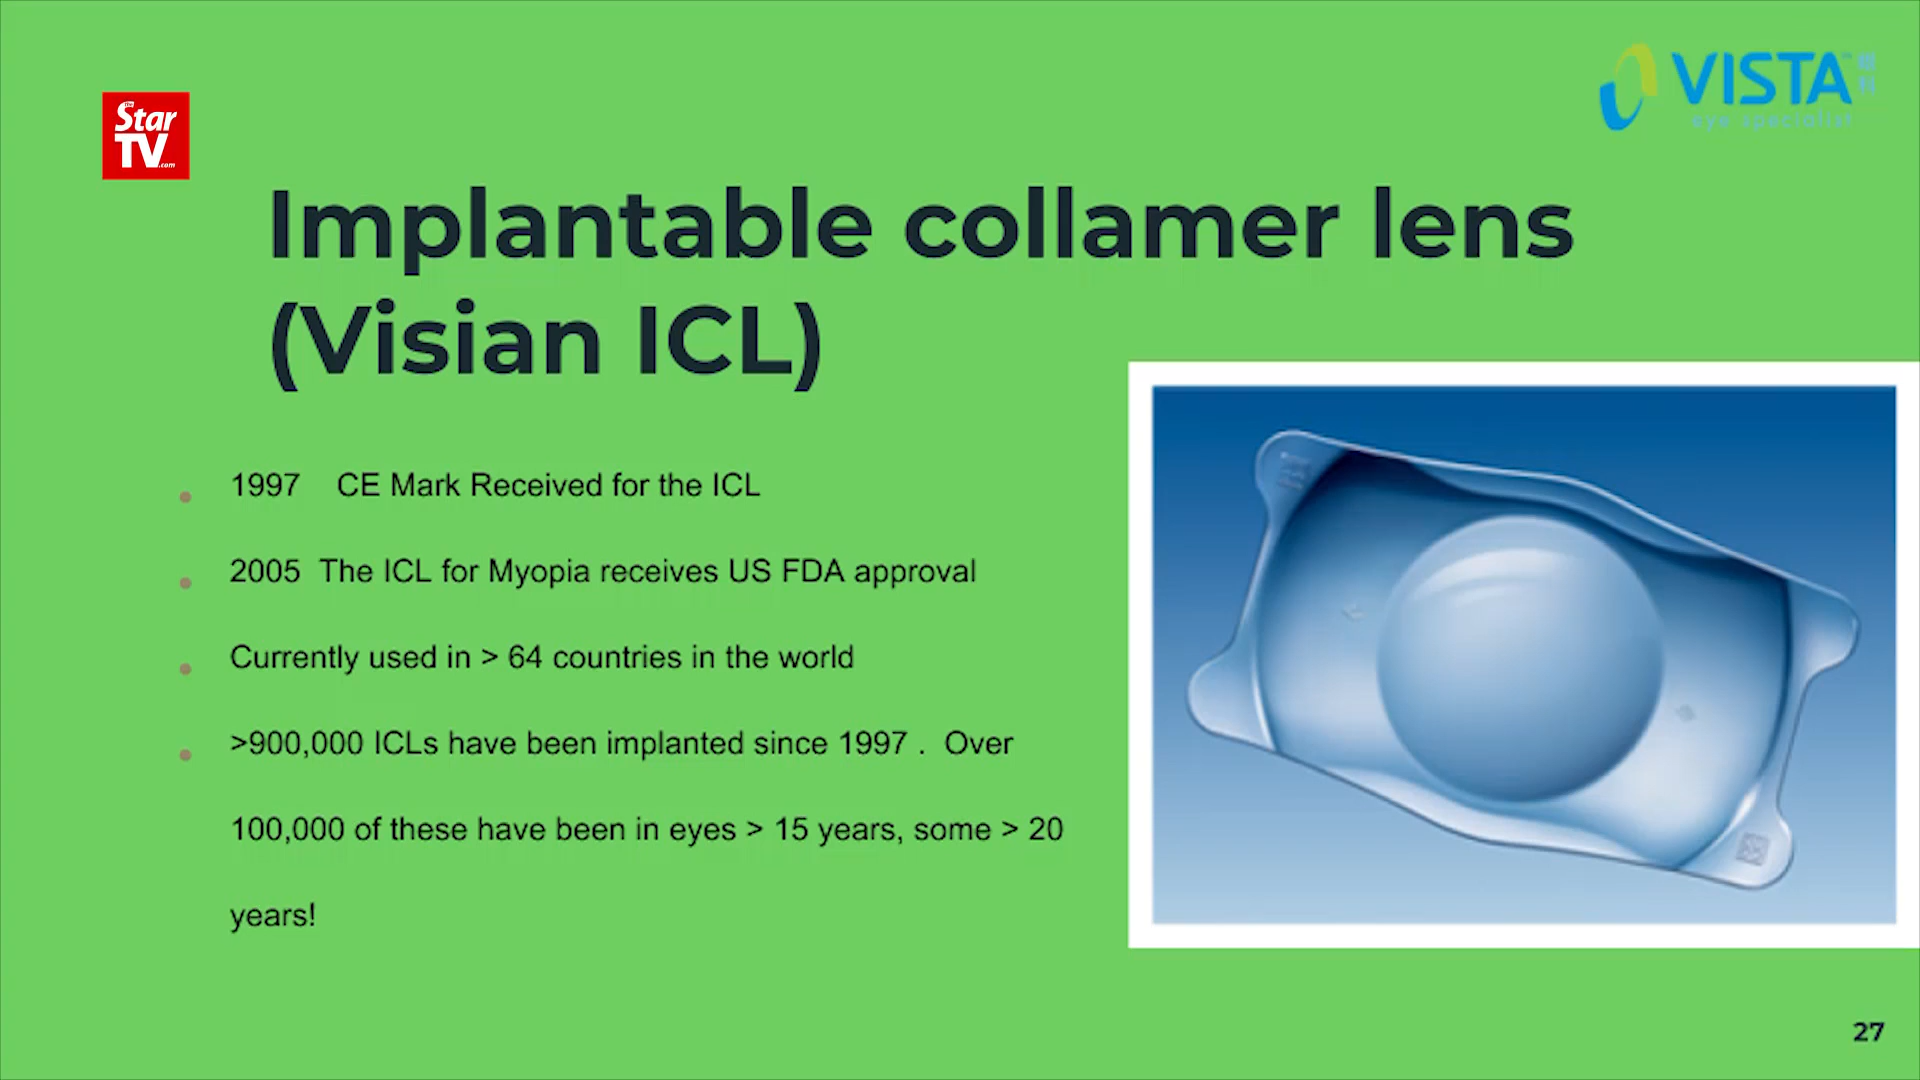 The
Star
TV
.com
VISTA
eye specialist
Implantable collamer lens
(Visian ICL)
1997 CE Mark Received for the ICL
2005 The ICL for Myopia receives US FDA approval
Currently used in > 64 countries in the world
>900,000 ICLs have been implanted since 1997 . Over
100,000 of these have been in eyes > 15 years, some > 20
years!
27